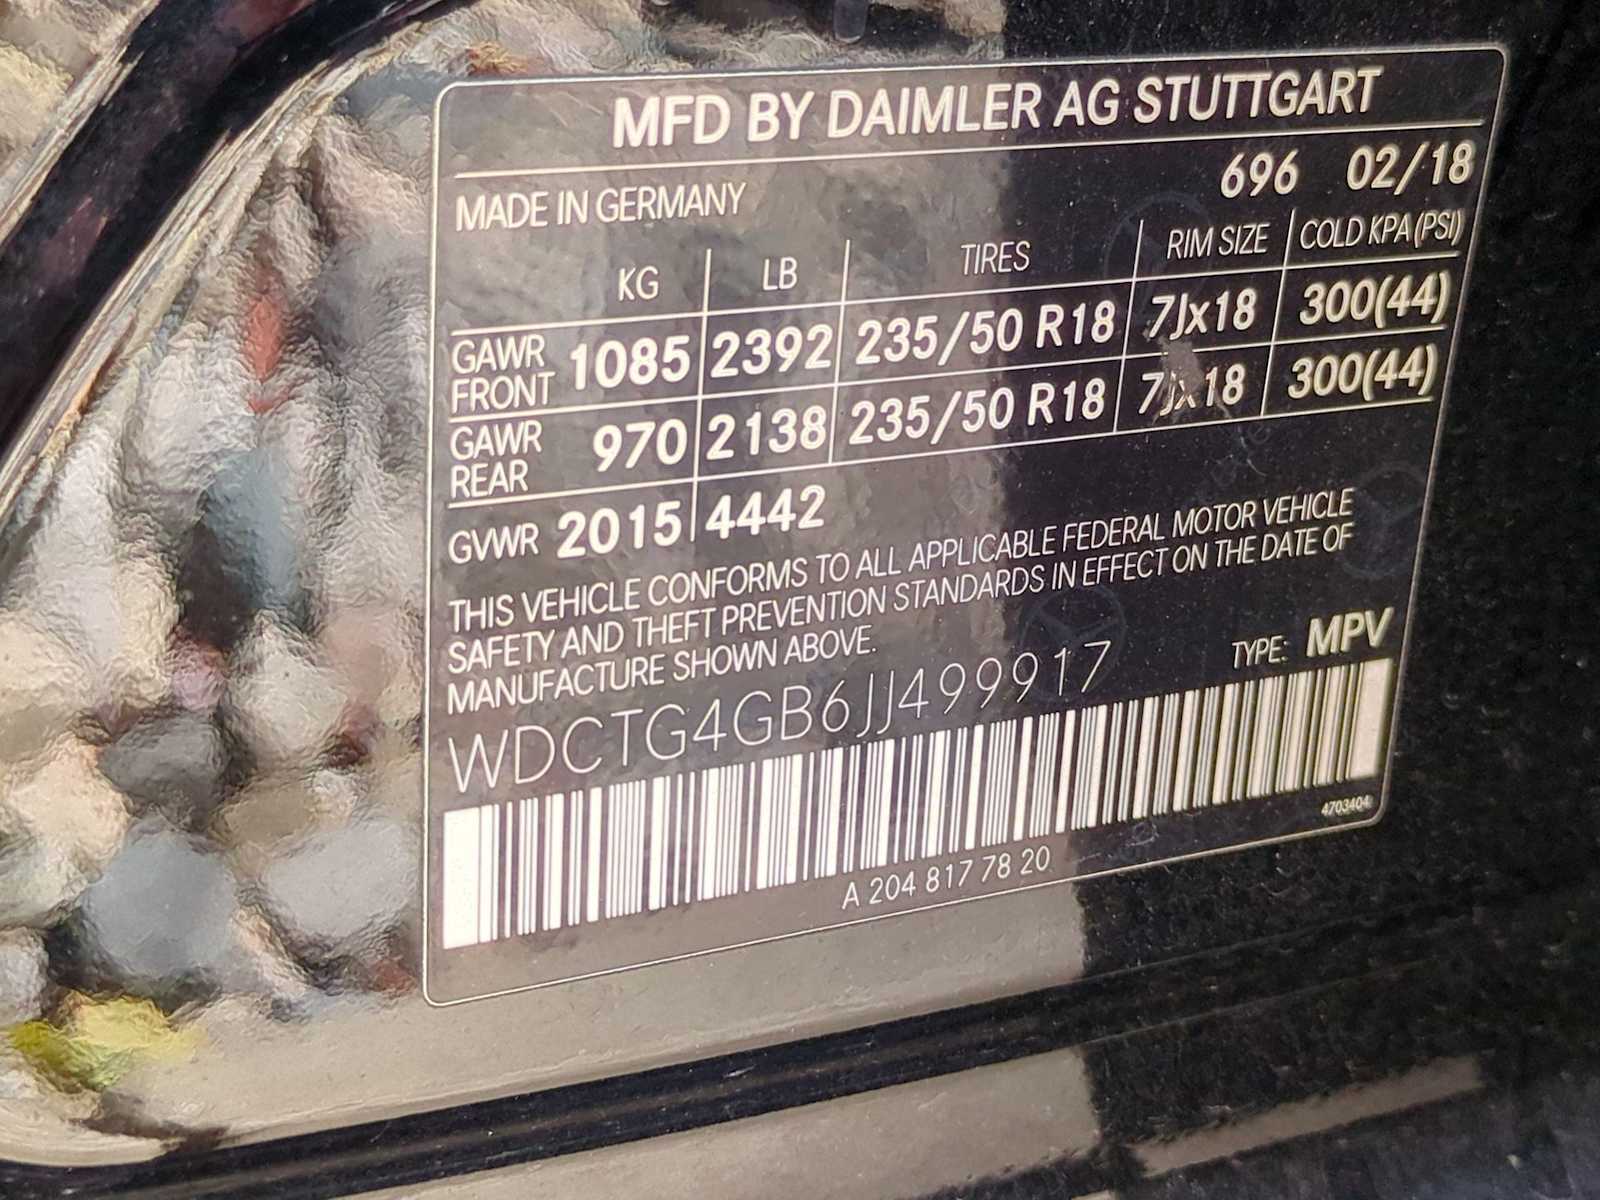 MFD BY DAIMLER AG STUTTGART
MADE IN GERMANY 696 02/18
KG LB TIRES RIM SIZE COLD KPA (PSI)
GAWR FRONT 1085 2392 235/50 R18 7Jx18 300(44)
GAWR REAR 970 2138 235/50 R18 7Jx18 300(44)
GVWR 2015 4442
THIS VEHICLE CONFORMS TO ALL APPLICABLE FEDERAL MOTOR VEHICLE
SAFETY AND THEFT PREVENTION STANDARDS IN EFFECT ON THE DATE OF
MANUFACTURE SHOWN ABOVE.
WDCTG4GB6JJ499917 TYPE: MPV
4703404
A 204 817 78 20